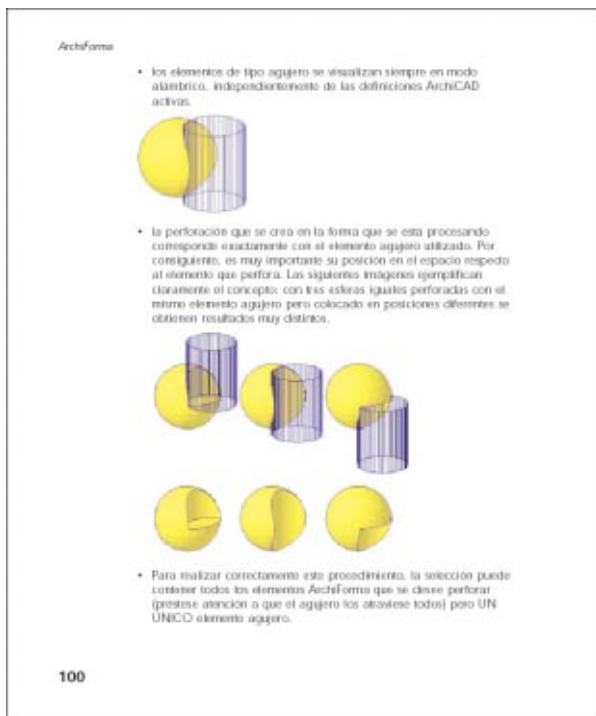 ArchiForma
• los elementos de tipo agujero se visualizan siempre en modo
alámbrico, independientemente de las definiciones ArchiCAD
activas.
• la perforación que se crea en la forma que se esta procesando
corresponde exactamente con el elemento agujero utilizado. Por
consiguiente, es muy importante su posición en el espacio respecto
al elemento que perfora. Las siguientes imágenes ejemplifican
claramente el concepto: con tres esferas iguales perforadas con el
mismo elemento agujero pero colocado en posiciones diferentes se
obtienen resultados muy distintos.
• Para realizar correctamente este procedimiento, la selección puede
contener todos los elementos ArchiForma que se desee perforar
(préstese atención a que el agujero los atraviese todos) pero UN
ÚNICO elemento agujero.
100